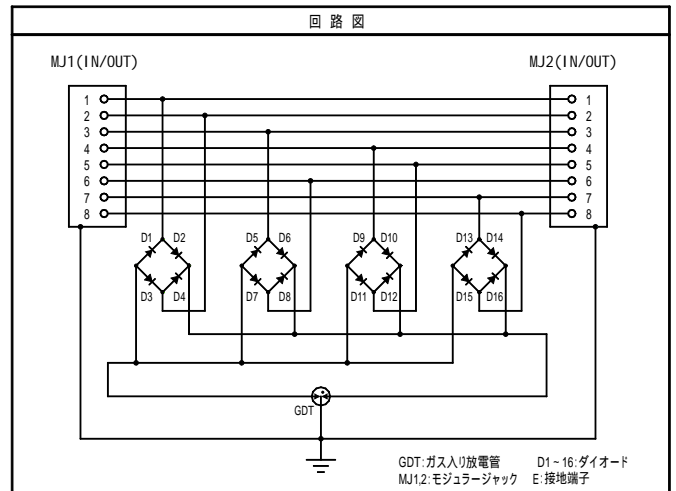 回路図
MJ1(IN/OUT) MJ2(IN/OUT)
1 1
2 2
3 3
4 4
5 5
6 6
7 7
8 8
D1 D2 D5 D6 D9 D10 D13 D14
D3 D4 D7 D8 D11 D12 D15 D16
GDT
GDT:ガス入り放電管 D1~16:ダイオード
MJ1,2:モジュラージャック E:接地端子